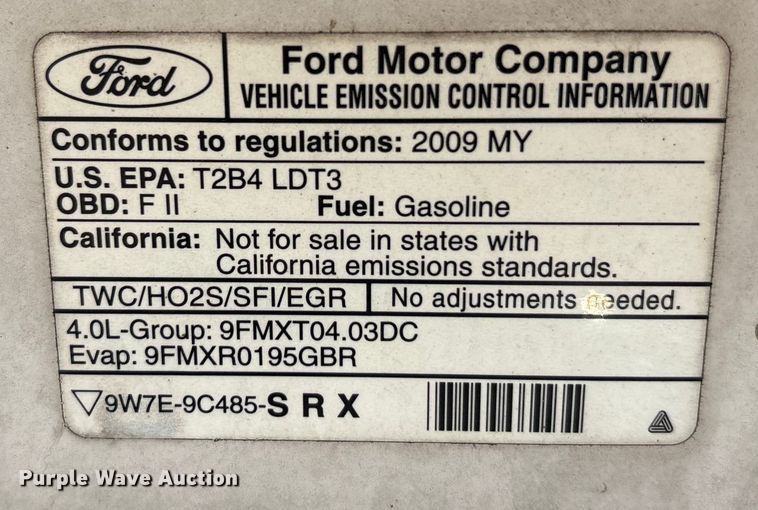 Ford
Ford Motor Company
VEHICLE EMISSION CONTROL INFORMATION
Conforms to regulations: 2009 MY
U.S. EPA: T2B4 LDT3
OBD: F II Fuel: Gasoline
California: Not for sale in states with
California emissions standards.
TWC/HO2S/SFI/EGR No adjustments needed.
4.0L-Group: 9FMXT04.03DC
Evap: 9FMXR0195GBR
9W7E-9C485-S R X
Purple Wave Auction